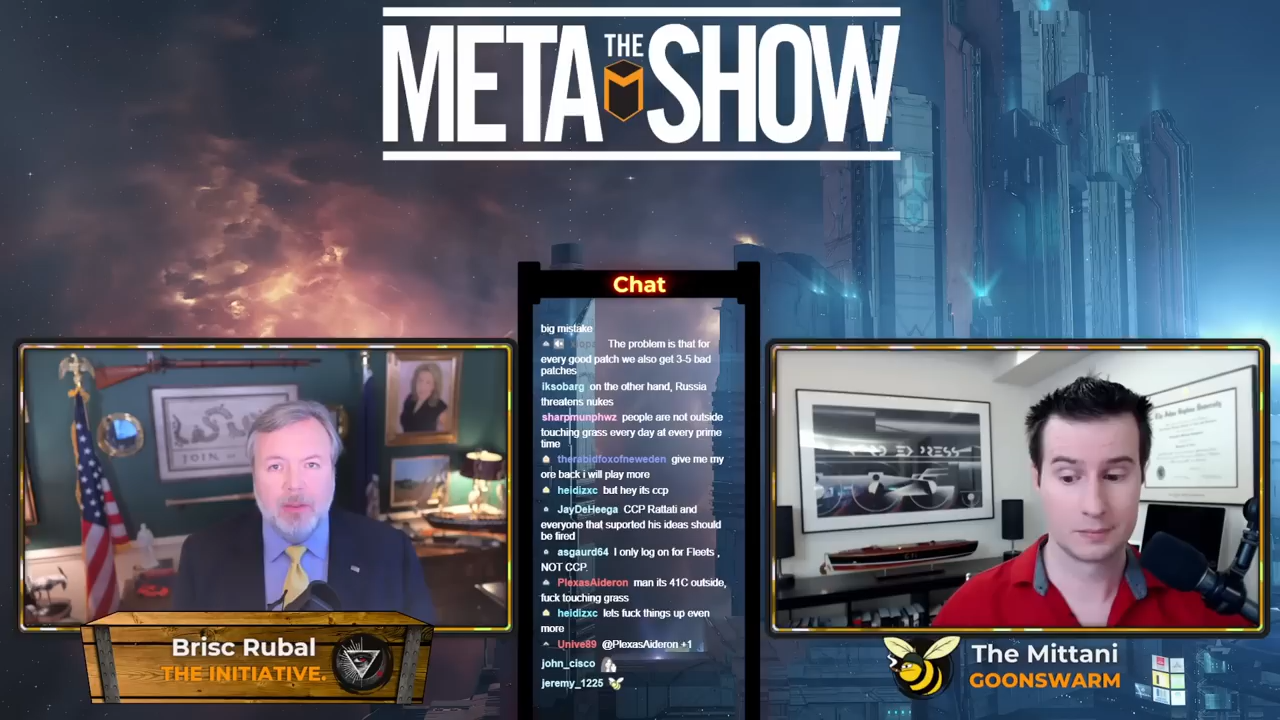 META THE SHOW
Chat
big mistake
The problem is that for
every good patch we also get 3-5 bad
patches
iksobarg on the other hand, Russia
threatens nukes
sharpmunphwz people are not outside
touching grass every day at every prime
time
therabidfoxofneweden give me my
ore back i will play more
heidizxc but hey its ccp
JayDeHeega CCP Rattati and
everyone that suported his ideas should
be fired
asgaurd64 I only log on for Fleets ,
NOT CCP.
PlexasAideron man its 41C outside,
fuck touching grass
heidizxc lets fuck things up even
more
Unive89 @PlexasAideron +1
john_cisco
jeremy_1225
JOIN
Brisc Rubal
THE INITIATIVE.
The Mittani
GOONSWARM